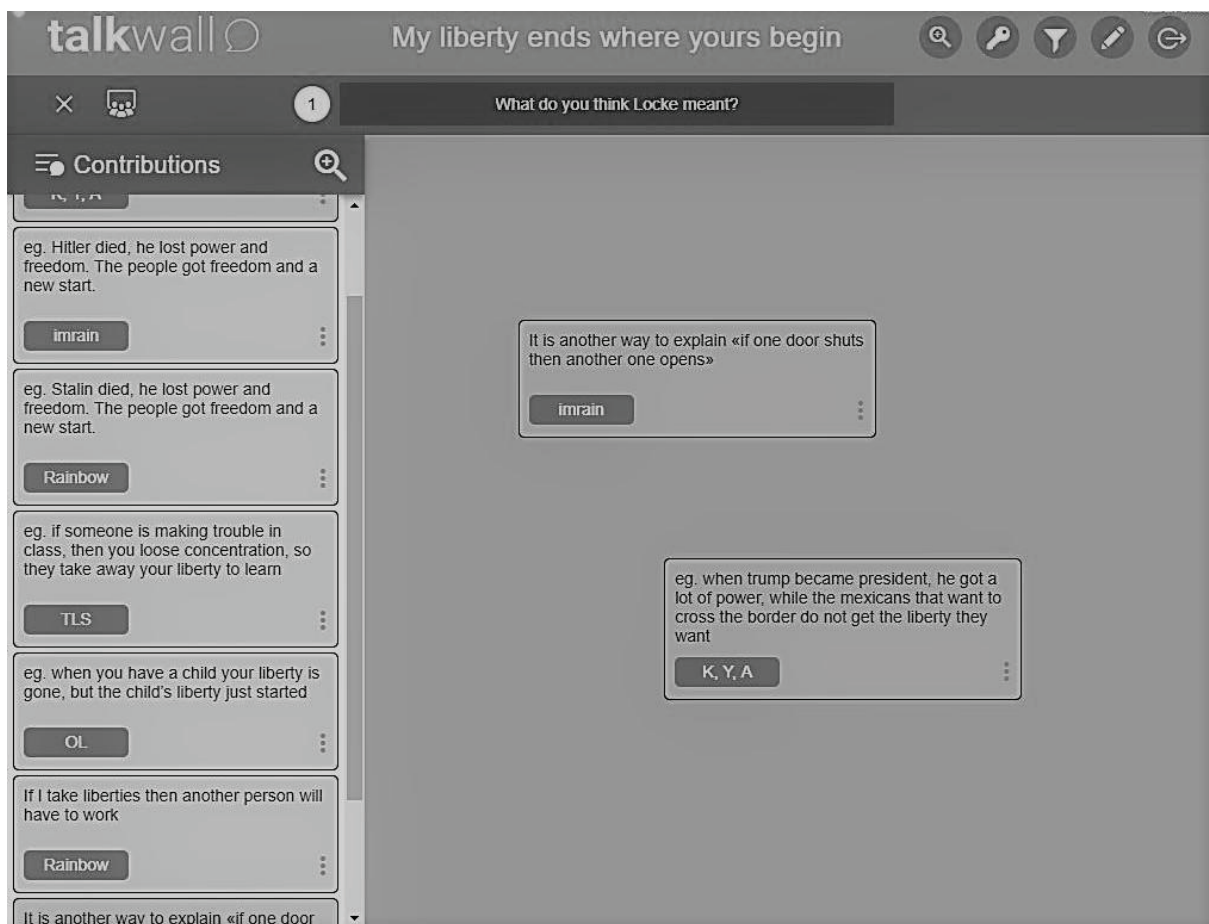 talkwall
My liberty ends where yours begin
1
What do you think Locke meant?
Contributions
K, Y, A
eg. Hitler died, he lost power and
freedom. The people got freedom and a
new start.
imrain
eg. Stalin died, he lost power and
freedom. The people got freedom and a
new start.
Rainbow
eg. if someone is making trouble in
class, then you loose concentration, so
they take away your liberty to learn
TLS
eg. when you have a child your liberty is
gone, but the child's liberty just started
OL
If I take liberties then another person will
have to work
Rainbow
It is another way to explain «if one door
It is another way to explain «if one door shuts
then another one opens»
imrain
eg. when trump became president, he got a
lot of power, while the mexicans that want to
cross the border do not get the liberty they
want
K, Y, A